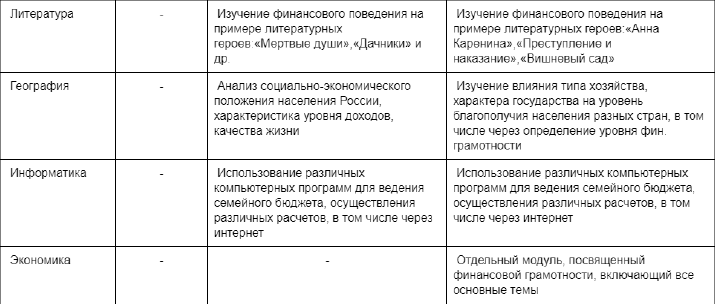 Литература
-
Изучение финансового поведения на
примере литературных
героев:«Мертвые души»,«Дачники» и
др.
Изучение финансового поведения на
примере литературных героев:«Анна
Каренина»,«Преступление и
наказание»,«Вишневый сад»
География
-
Анализ социально-экономического
положения населения России,
характеристика уровня доходов,
качества жизни
Изучение влияния типа хозяйства,
характера государства на уровень
благополучия населения разных стран, в том
числе через определение уровня фин.
грамотности
Информатика
-
Использование различных
компьютерных программ для ведения
семейного бюджета, осуществления
различных расчетов, в том числе через
интернет
Использование различных компьютерных
программ для ведения семейного бюджета,
осуществления различных расчетов, в том
числе через интернет
Экономика
-
-
Отдельный модуль, посвященный
финансовой грамотности, включающий все
основные темы